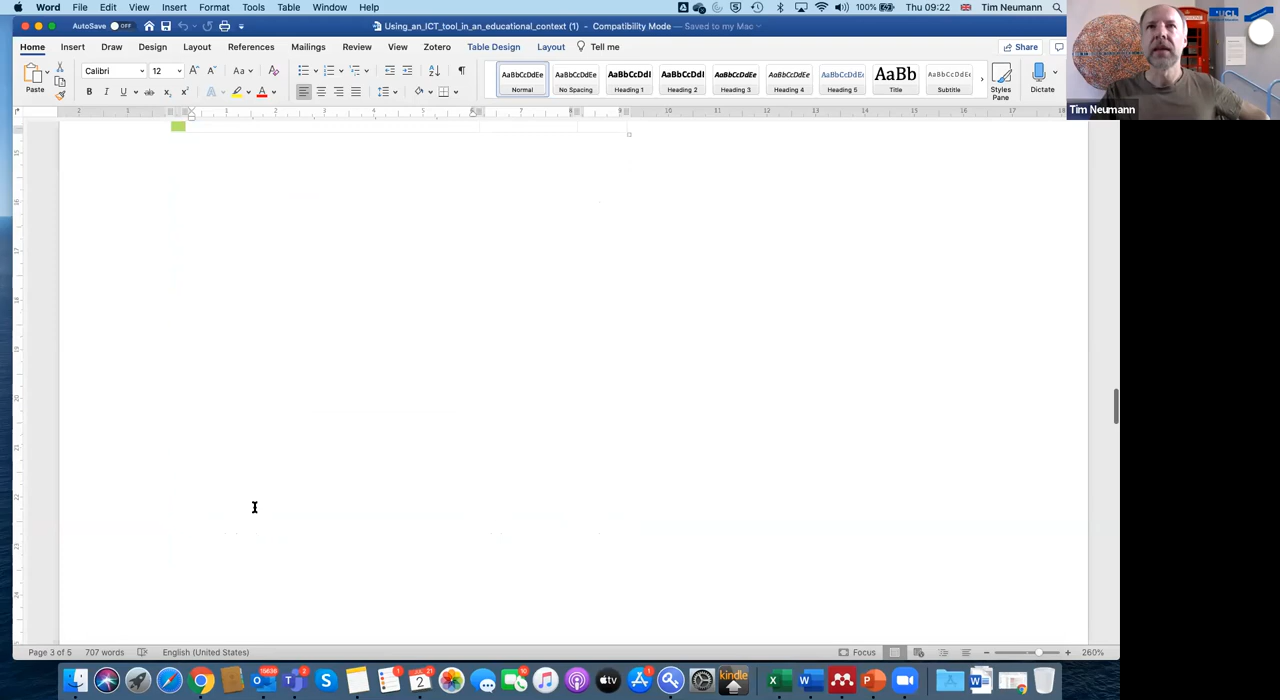 Word File Edit View Insert Format Tools Table Window Help 100% Thu 09:22 Tim Neumann
AutoSave OFF Using_an_ICT_tool_in_an_educational_context (1) - Compatibility Mode — Saved to my Mac
Home Insert Draw Design Layout References Mailings Review View Zotero Table Design Layout Tell me Share
Paste Calibri 12
AaBbCcDdEe AaBbCcDdEe AaBbCcDdI AaBbCcDdI AaBbCcDdEe AaBbCcDdEe AaBbCcDdEe AaBb AaBbCcDdEe
Normal No Spacing Heading 1 Heading 2 Heading 3 Heading 4 Heading 5 Title Subtitle Styles Pane Dictate
Tim Neumann
Page 3 of 5 707 words English (United States) Focus 260%
kindle